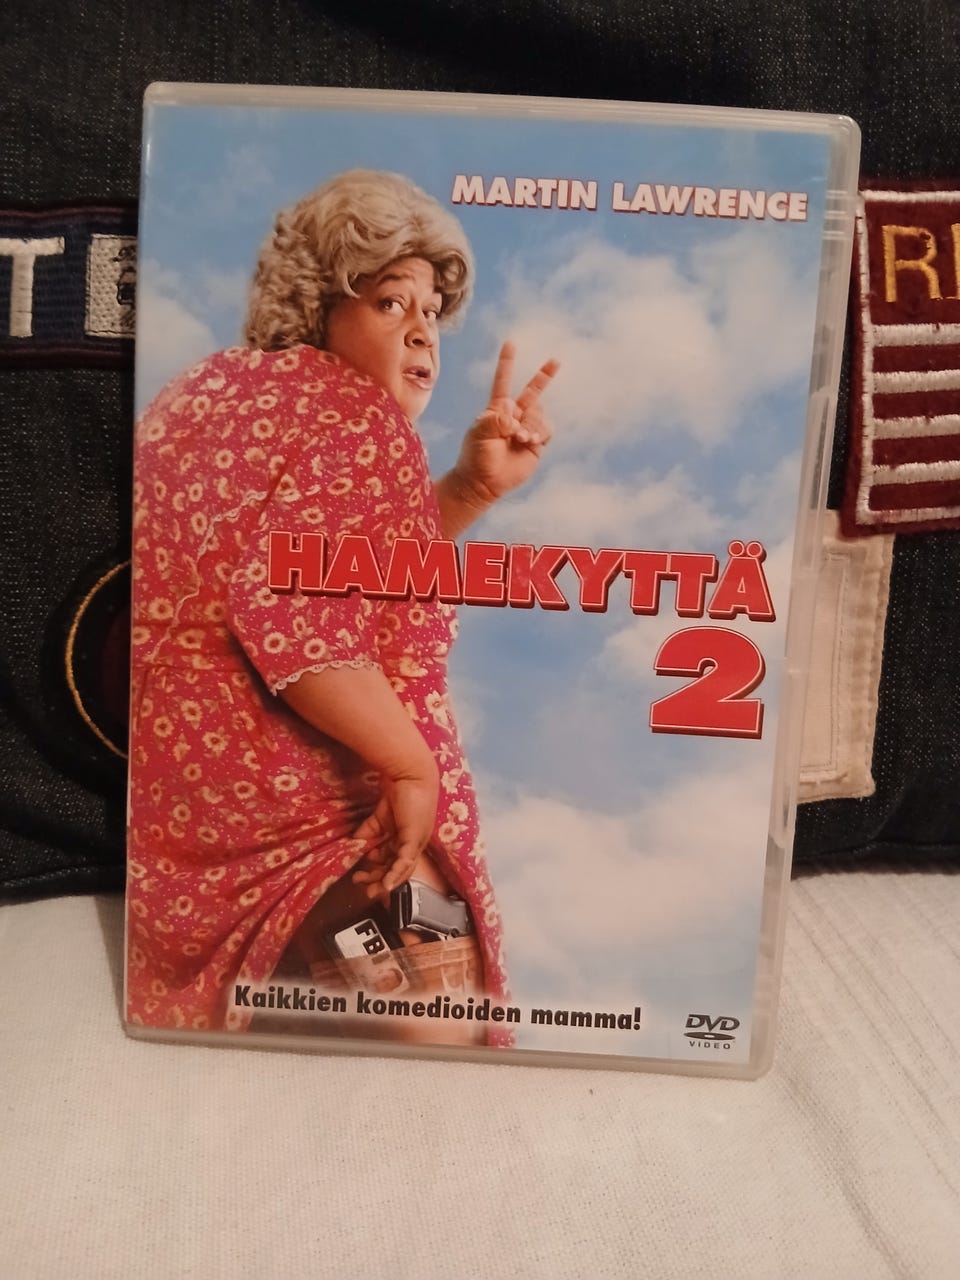 MARTIN LAWRENCE
T
R
HAMEKYTTÄ
2
FBI
Kaikkien komedioiden mamma!
DVD
VIDEO